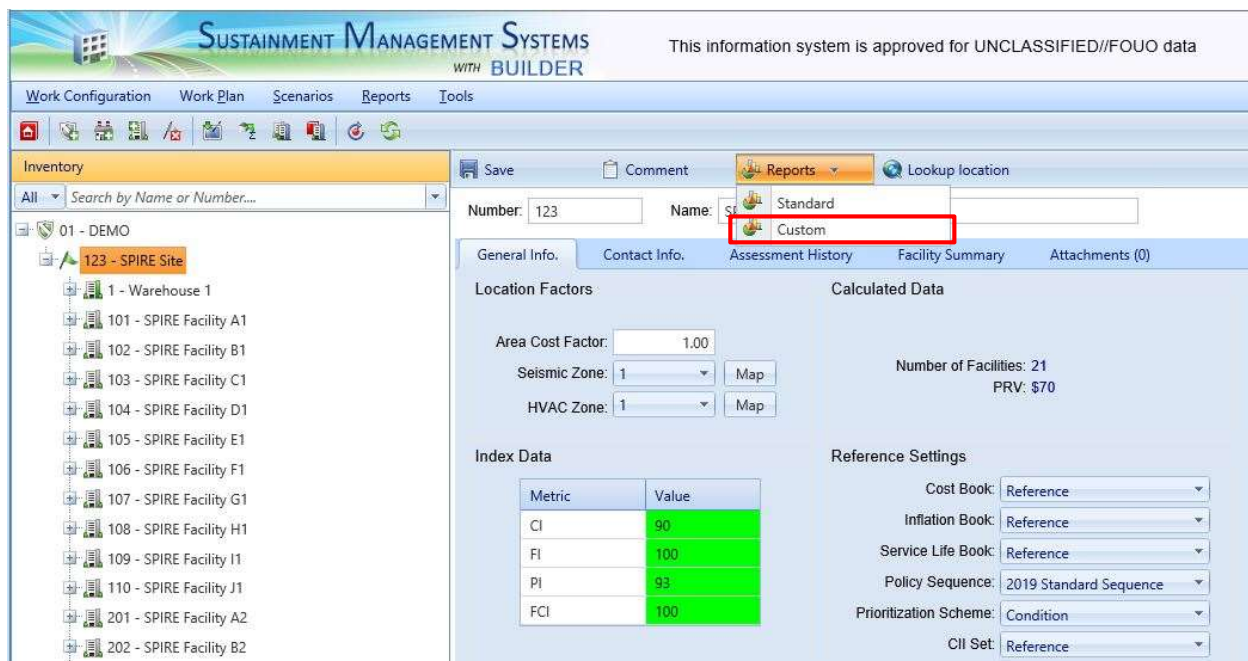 SUSTAINMENT MANAGEMENT SYSTEMS
WITH BUILDER
This information system is approved for UNCLASSIFIED//FOUO data
Work Configuration Work Plan Scenarios Reports Tools
Inventory
Save Comment Reports Lookup location
All Search by Name or Number....
Standard
Custom
Number: 123 Name:
01 - DEMO
123 - SPIRE Site
1 - Warehouse 1
101 - SPIRE Facility A1
102 - SPIRE Facility B1
103 - SPIRE Facility C1
104 - SPIRE Facility D1
105 - SPIRE Facility E1
106 - SPIRE Facility F1
107 - SPIRE Facility G1
108 - SPIRE Facility H1
109 - SPIRE Facility I1
110 - SPIRE Facility J1
201 - SPIRE Facility A2
202 - SPIRE Facility B2
General Info. Contact Info. Assessment History Facility Summary Attachments (0)
Location Factors
Area Cost Factor: 1.00
Seismic Zone: 1 Map
HVAC Zone: 1 Map
Calculated Data
Number of Facilities: 21
PRV: $70
Index Data
Metric Value
CI 90
FI 100
PI 93
FCI 100
Reference Settings
Cost Book: Reference
Inflation Book: Reference
Service Life Book: Reference
Policy Sequence: 2019 Standard Sequence
Prioritization Scheme: Condition
CII Set: Reference